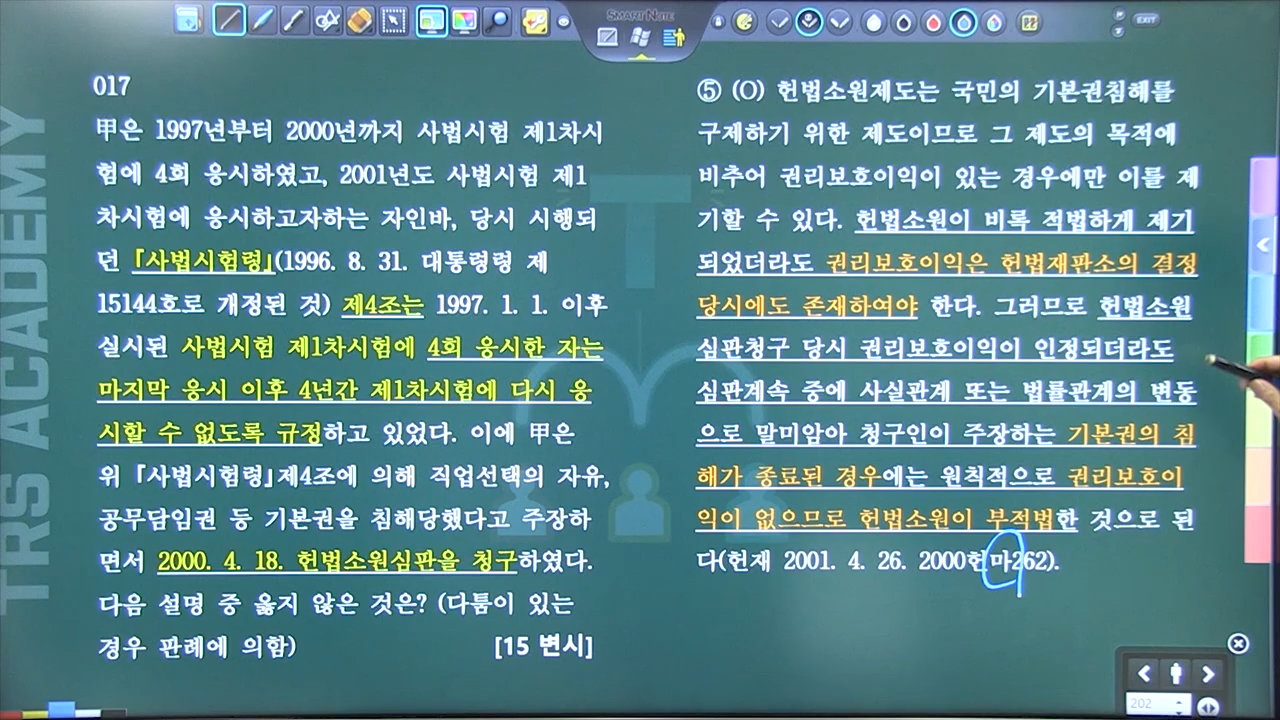 SMART NOTE
EXIT
TRS ACADEMY
017
甲은 1997년부터 2000년까지 사법시험 제1차시
험에 4회 응시하였고, 2001년도 사법시험 제1
차시험에 응시하고자하는 자인바, 당시 시행되
던 『사법시험령』(1996. 8. 31. 대통령령 제
15144호로 개정된 것) 제4조는 1997. 1. 1. 이후
실시된 사법시험 제1차시험에 4회 응시한 자는
마지막 응시 이후 4년간 제1차시험에 다시 응
시할 수 없도록 규정하고 있었다. 이에 甲은
위 『사법시험령』제4조에 의해 직업선택의 자유,
공무담임권 등 기본권을 침해당했다고 주장하
면서 2000. 4. 18. 헌법소원심판을 청구하였다.
다음 설명 중 옳지 않은 것은? (다툼이 있는
경우 판례에 의함) [15 변시]
⑤ (O) 헌법소원제도는 국민의 기본권침해를
구제하기 위한 제도이므로 그 제도의 목적에
비추어 권리보호이익이 있는 경우에만 이를 제
기할 수 있다. 헌법소원이 비록 적법하게 제기
되었더라도 권리보호이익은 헌법재판소의 결정
당시에도 존재하여야 한다. 그러므로 헌법소원
심판청구 당시 권리보호이익이 인정되더라도
심판계속 중에 사실관계 또는 법률관계의 변동
으로 말미암아 청구인이 주장하는 기본권의 침
해가 종료된 경우에는 원칙적으로 권리보호이
익이 없으므로 헌법소원이 부적법한 것으로 된
다(헌재 2001. 4. 26. 2000헌마262).
202